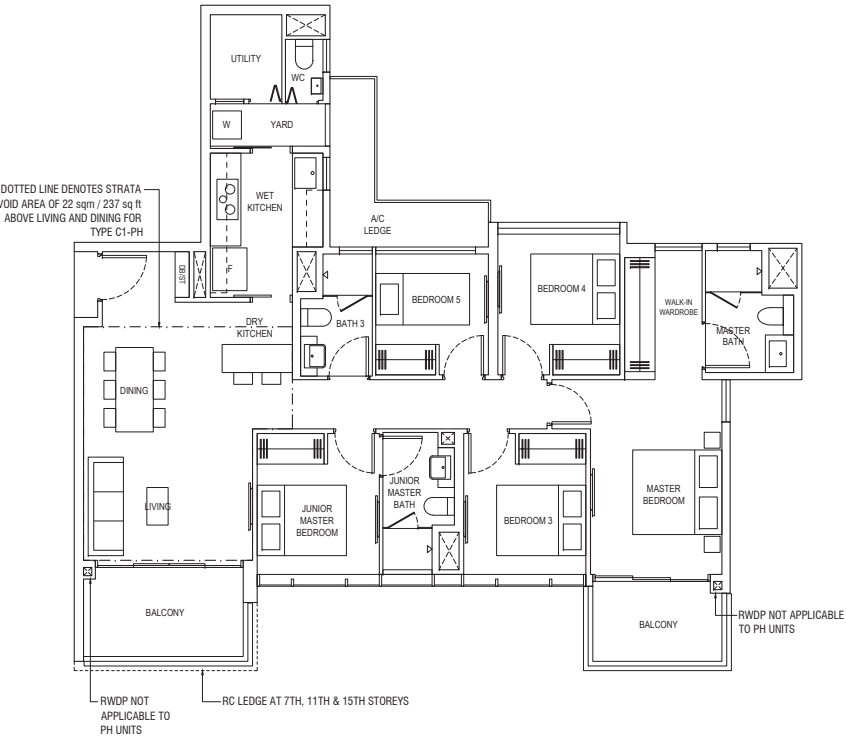 UTILITY
WC
W
YARD
DOTTED LINE DENOTES STRATA
VOID AREA OF 22 sqm / 237 sq ft
ABOVE LIVING AND DINING FOR
TYPE C1-PH
WET
KITCHEN
A/C
LEDGE
F
DB/ST
BEDROOM 5
BEDROOM 4
WALK-IN
WARDROBE
MASTER
BATH
DRY
KITCHEN
BATH 3
DINING
LIVING
JUNIOR
MASTER
BEDROOM
JUNIOR
MASTER
BATH
BEDROOM 3
MASTER
BEDROOM
BALCONY
BALCONY
RWDP NOT APPLICABLE
TO PH UNITS
RWDP NOT
APPLICABLE TO
PH UNITS
RC LEDGE AT 7TH, 11TH & 15TH STOREYS